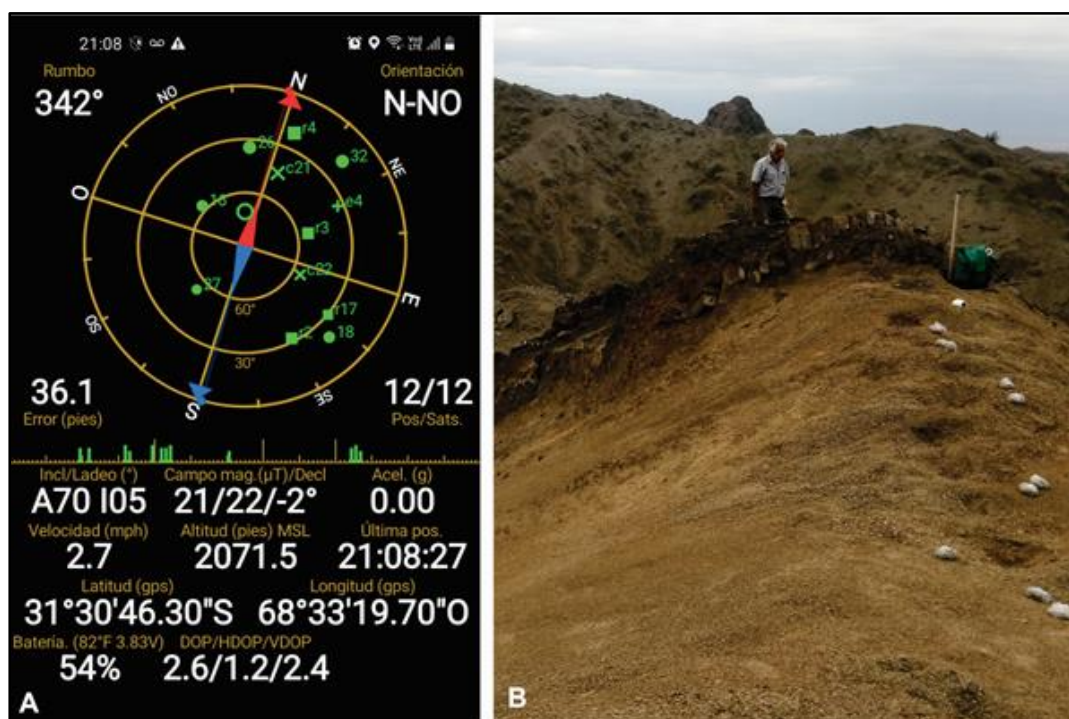 21:08
Rumbo
342°
Orientación
N-NO
N
NO
NE
O
E
OS
SE
S
r4
26
c21
32
16
e4
r3
c22
27
r17
r2
18
60°
30°
36.1
Error (pies)
12/12
Pos/Sats.
Incl/Ladeo (°) Campo mag.(µT)/Decl Acel. (g)
A70 I05 21/22/-2° 0.00
Velocidad (mph) Altitud (pies) MSL Última pos.
2.7 2071.5 21:08:27
Latitud (gps) Longitud (gps)
31°30'46.30"S 68°33'19.70"O
Batería. (82°F 3.83V) DOP/HDOP/VDOP
54% 2.6/1.2/2.4
A
B